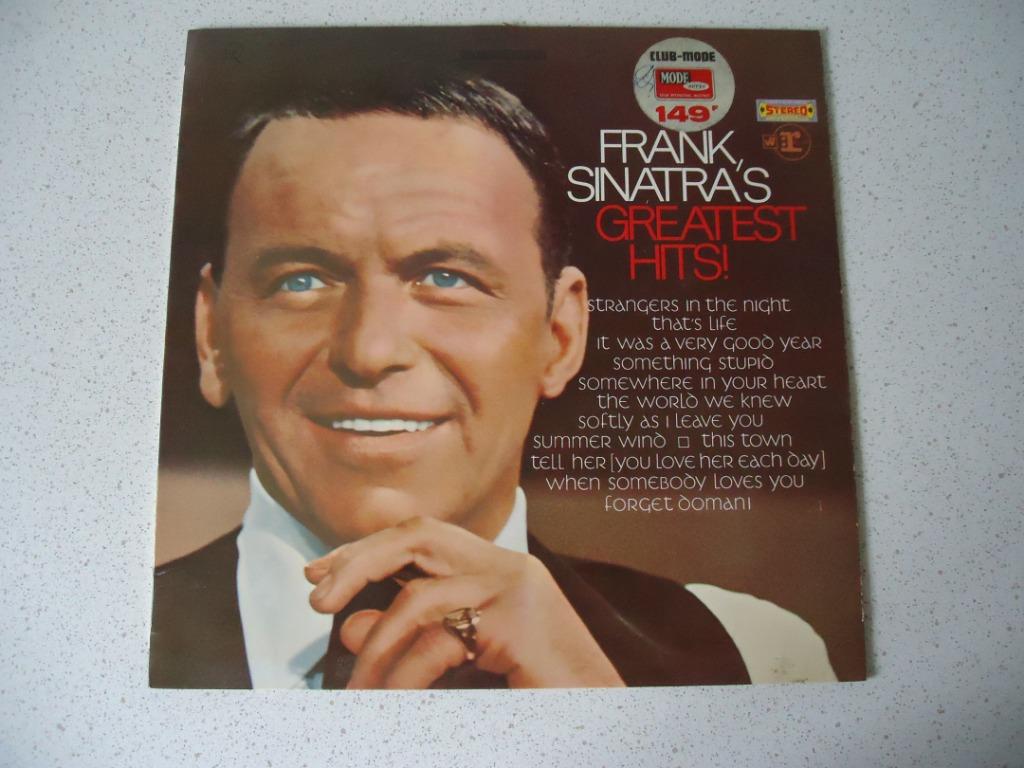 CLUB-MODE
MODE
149F
STEREO
W
r
FRANK
SINATRA'S
GREATEST
HITS!
STRANGERS IN THE NIGHT
THAT'S LIFE
IT WAS A VERY GOOD YEAR
SOMETHING STUPID
SOMEWHERE IN YOUR HEART
THE WORLD WE KNEW
SOFTLY AS I LEAVE YOU
SUMMER WIND □ THIS TOWN
TELL HER [YOU LOVE HER EACH DAY]
WHEN SOMEBODY LOVES YOU
FORGET DOMANI